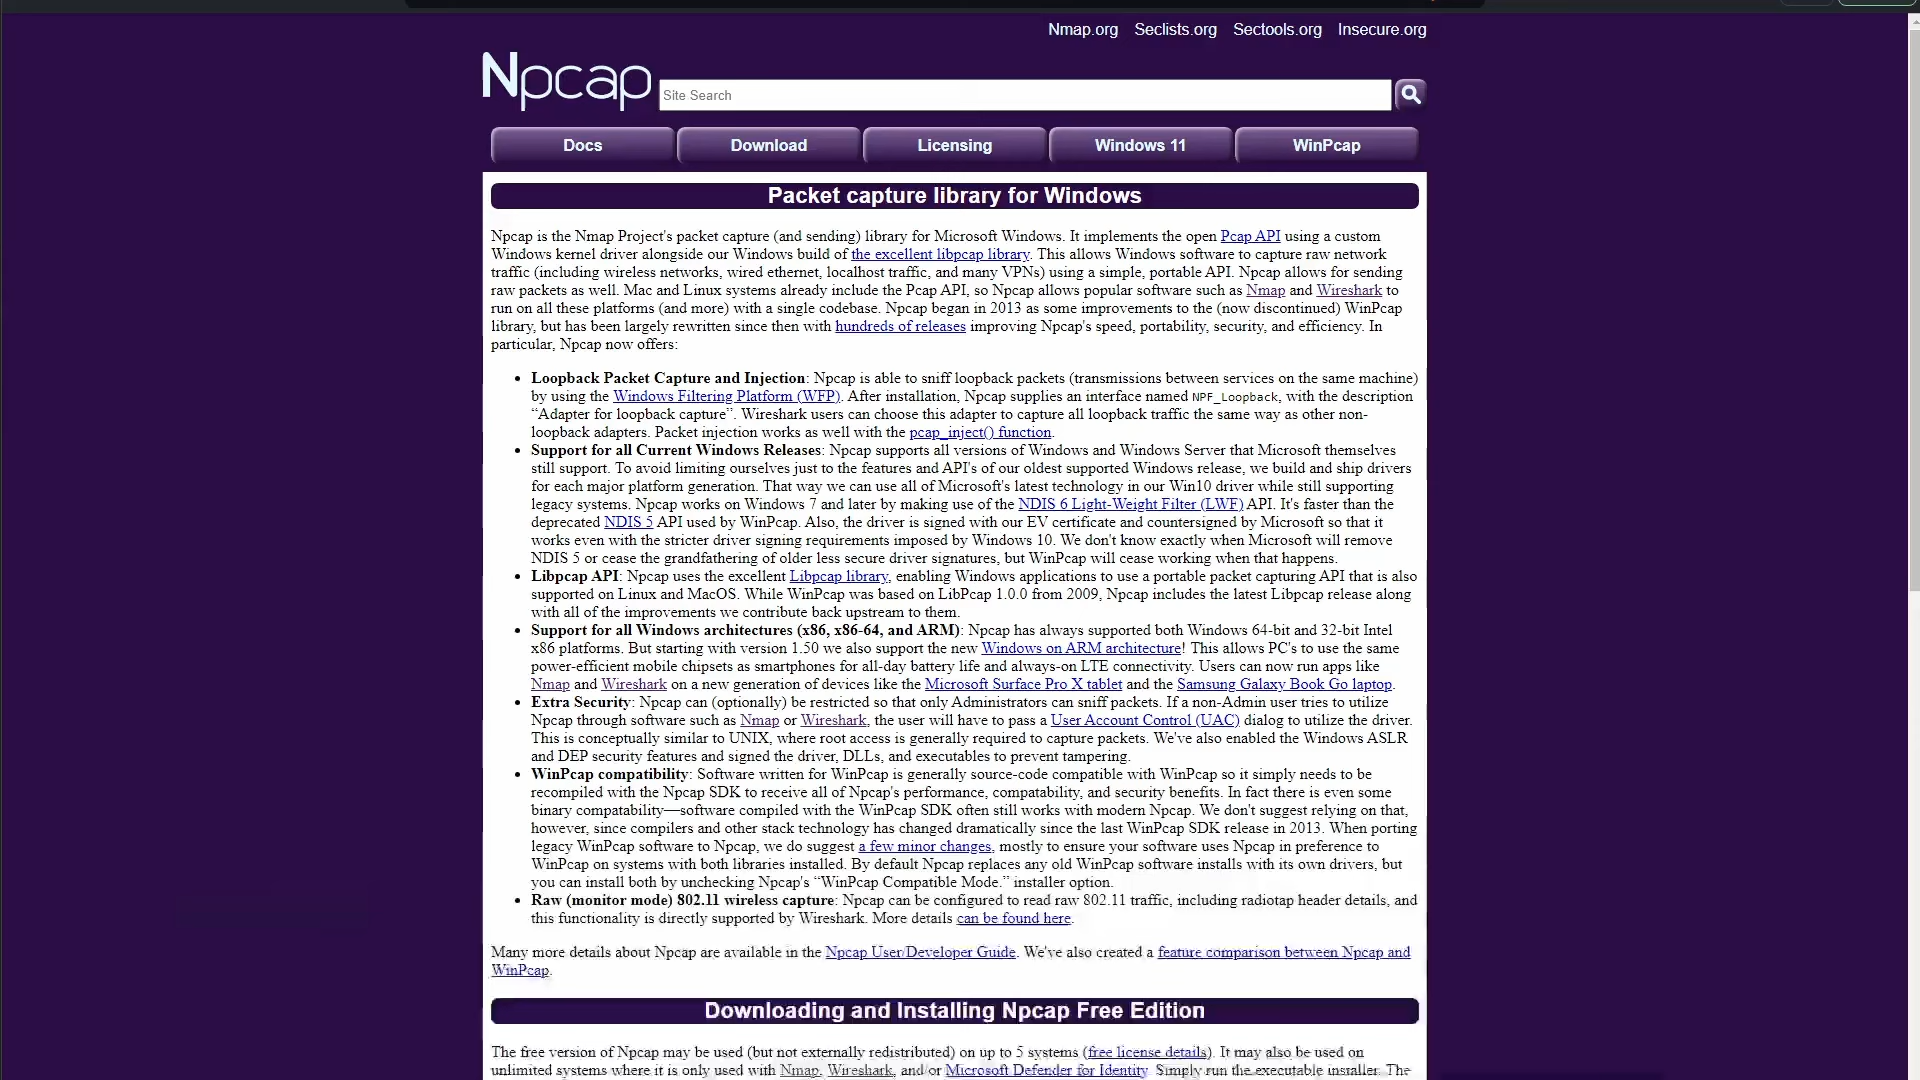 Nmap.org Seclists.org Sectools.org Insecure.org
Npcap
Site Search
Docs Download Licensing Windows 11 WinPcap
Packet capture library for Windows
Npcap is the Nmap Project's packet capture (and sending) library for Microsoft Windows. It implements the open Pcap API using a custom
Windows kernel driver alongside our Windows build of the excellent libpcap library. This allows Windows software to capture raw network
traffic (including wireless networks, wired ethernet, localhost traffic, and many VPNs) using a simple, portable API. Npcap allows for sending
raw packets as well. Mac and Linux systems already include the Pcap API, so Npcap allows popular software such as Nmap and Wireshark to
run on all these platforms (and more) with a single codebase. Npcap began in 2013 as some improvements to the (now discontinued) WinPcap
library, but has been largely rewritten since then with hundreds of releases improving Npcap's speed, portability, security, and efficiency. In
particular, Npcap now offers:
• Loopback Packet Capture and Injection: Npcap is able to sniff loopback packets (transmissions between services on the same machine)
by using the Windows Filtering Platform (WFP). After installation, Npcap supplies an interface named NPF_Loopback, with the description
“Adapter for loopback capture”. Wireshark users can choose this adapter to capture all loopback traffic the same way as other non-
loopback adapters. Packet injection works as well with the pcap_inject() function.
• Support for all Current Windows Releases: Npcap supports all versions of Windows and Windows Server that Microsoft themselves
still support. To avoid limiting ourselves just to the features and API's of our oldest supported Windows release, we build and ship drivers
for each major platform generation. That way we can use all of Microsoft's latest technology in our Win10 driver while still supporting
legacy systems. Npcap works on Windows 7 and later by making use of the NDIS 6 Light-Weight Filter (LWF) API. It's faster than the
deprecated NDIS 5 API used by WinPcap. Also, the driver is signed with our EV certificate and countersigned by Microsoft so that it
works even with the stricter driver signing requirements imposed by Windows 10. We don't know exactly when Microsoft will remove
NDIS 5 or cease the grandfathering of older less secure driver signatures, but WinPcap will cease working when that happens.
• Libpcap API: Npcap uses the excellent Libpcap library, enabling Windows applications to use a portable packet capturing API that is also
supported on Linux and MacOS. While WinPcap was based on LibPcap 1.0.0 from 2009, Npcap includes the latest Libpcap release along
with all of the improvements we contribute back upstream to them.
• Support for all Windows architectures (x86, x86-64, and ARM): Npcap has always supported both Windows 64-bit and 32-bit Intel
x86 platforms. But starting with version 1.50 we also support the new Windows on ARM architecture! This allows PC's to use the same
power-efficient mobile chipsets as smartphones for all-day battery life and always-on LTE connectivity. Users can now run apps like
Nmap and Wireshark on a new generation of devices like the Microsoft Surface Pro X tablet and the Samsung Galaxy Book Go laptop.
• Extra Security: Npcap can (optionally) be restricted so that only Administrators can sniff packets. If a non-Admin user tries to utilize
Npcap through software such as Nmap or Wireshark, the user will have to pass a User Account Control (UAC) dialog to utilize the driver.
This is conceptually similar to UNIX, where root access is generally required to capture packets. We've also enabled the Windows ASLR
and DEP security features and signed the driver, DLLs, and executables to prevent tampering.
• WinPcap compatibility: Software written for WinPcap is generally source-code compatible with WinPcap so it simply needs to be
recompiled with the Npcap SDK to receive all of Npcap's performance, compatability, and security benefits. In fact there is even some
binary compatability—software compiled with the WinPcap SDK often still works with modern Npcap. We don't suggest relying on that,
however, since compilers and other stack technology has changed dramatically since the last WinPcap SDK release in 2013. When porting
legacy WinPcap software to Npcap, we do suggest a few minor changes, mostly to ensure your software uses Npcap in preference to
WinPcap on systems with both libraries installed. By default Npcap replaces any old WinPcap software installs with its own drivers, but
you can install both by unchecking Npcap's “WinPcap Compatible Mode.” installer option.
• Raw (monitor mode) 802.11 wireless capture: Npcap can be configured to read raw 802.11 traffic, including radiotap header details, and
this functionality is directly supported by Wireshark. More details can be found here.
Many more details about Npcap are available in the Npcap User/Developer Guide. We've also created a feature comparison between Npcap and
WinPcap.
Downloading and Installing Npcap Free Edition
The free version of Npcap may be used (but not externally redistributed) on up to 5 systems (free license details). It may also be used on
unlimited systems where it is only used with Nmap, Wireshark, and/or Microsoft Defender for Identity. Simply run the executable installer. The